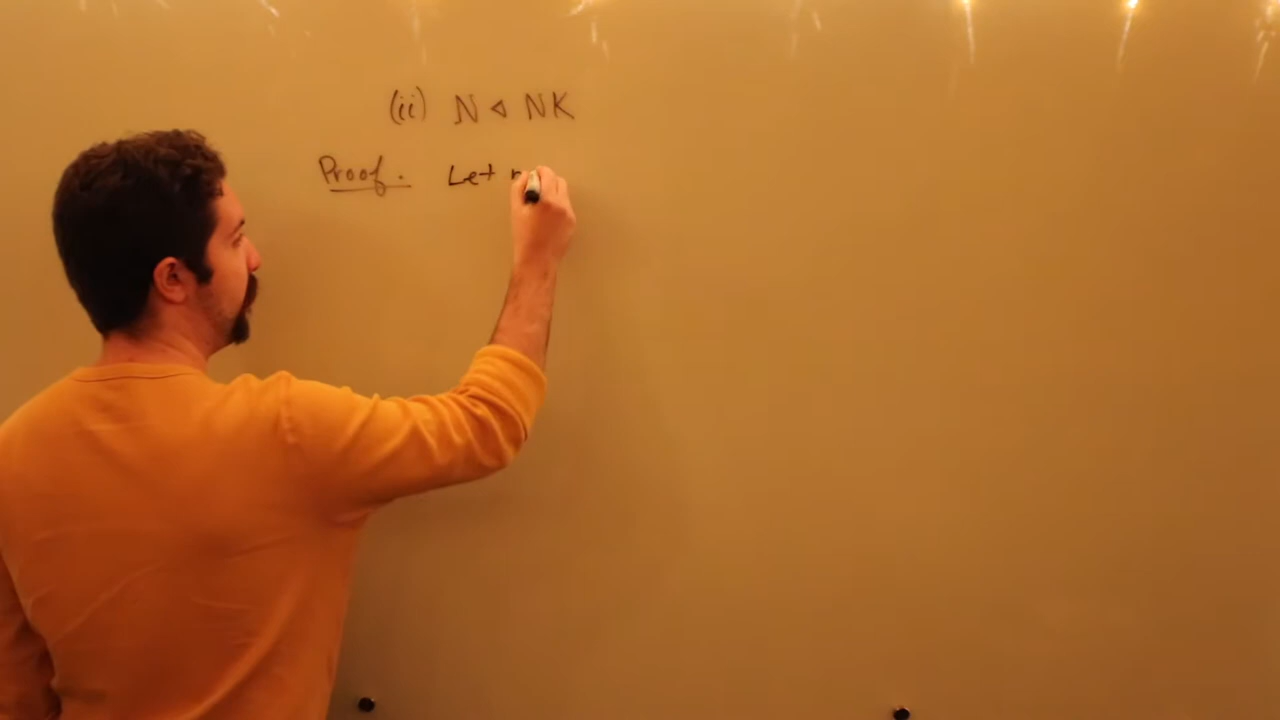 (ii) N ◁ NK
Proof. Let n